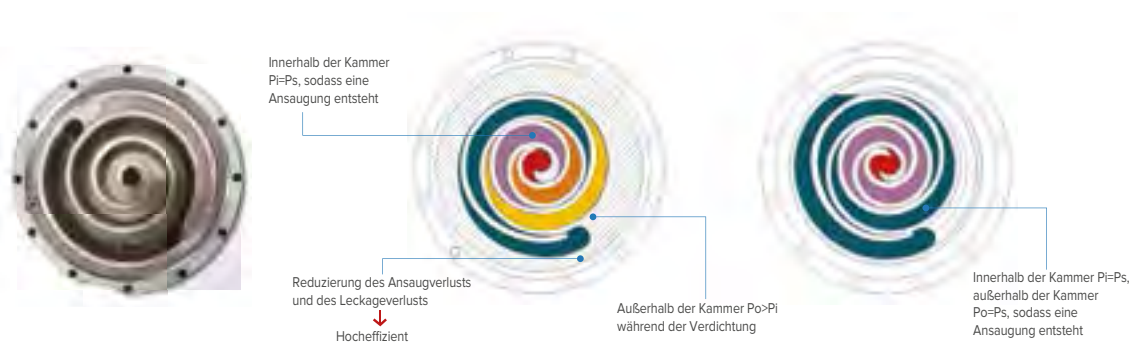 Innerhalb der Kammer
Pi=Ps, sodass eine
Ansaugung entsteht
Reduzierung des Ansaugverlusts
und des Leckageverlusts
Hocheffizient
Außerhalb der Kammer Po>Pi
während der Verdichtung
Innerhalb der Kammer Pi=Ps,
außerhalb der Kammer
Po=Ps, sodass eine
Ansaugung entsteht